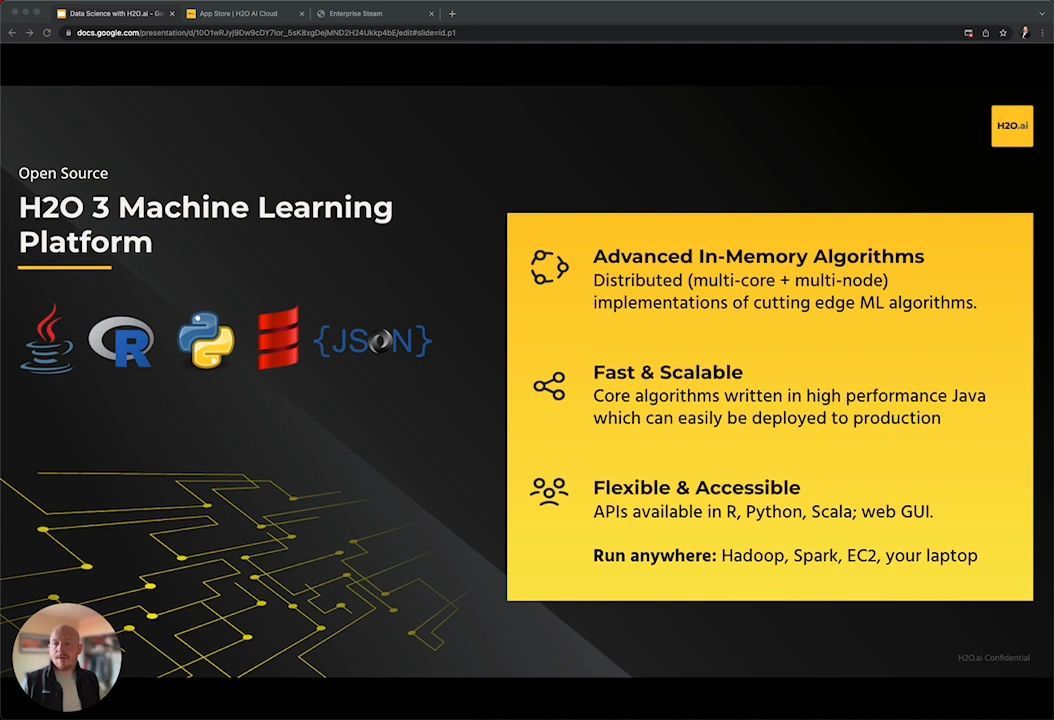 Data Science with H2O.ai - Go
App Store | H2O AI Cloud
Enterprise Steam
docs.google.com/presentation/d/10O1wRJyj9Dw9cDY7Ior_5sK8xgDejMND2H24Ukkp4bE/edit#slide=id.p1
H2O.ai
Open Source
H2O 3 Machine Learning
Platform
{JSON}
R
Advanced In-Memory Algorithms
Distributed (multi-core + multi-node)
implementations of cutting edge ML algorithms.
Fast & Scalable
Core algorithms written in high performance Java
which can easily be deployed to production
Flexible & Accessible
APIs available in R, Python, Scala; web GUI.
Run anywhere: Hadoop, Spark, EC2, your laptop
H2O.ai Confidential